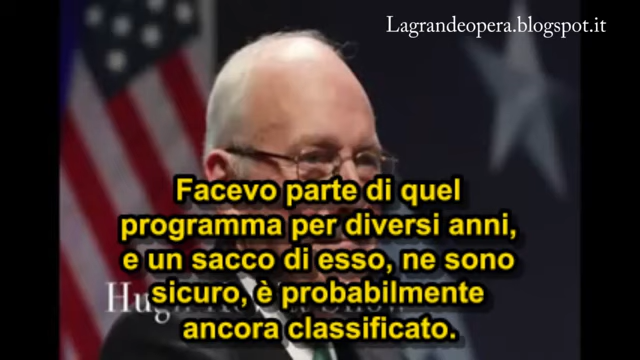 Lagrandeopera.blogspot.it
Facevo parte di quel
programma per diversi anni,
e un sacco di esso, ne sono
sicuro, è probabilmente
ancora classificato.
Hugh